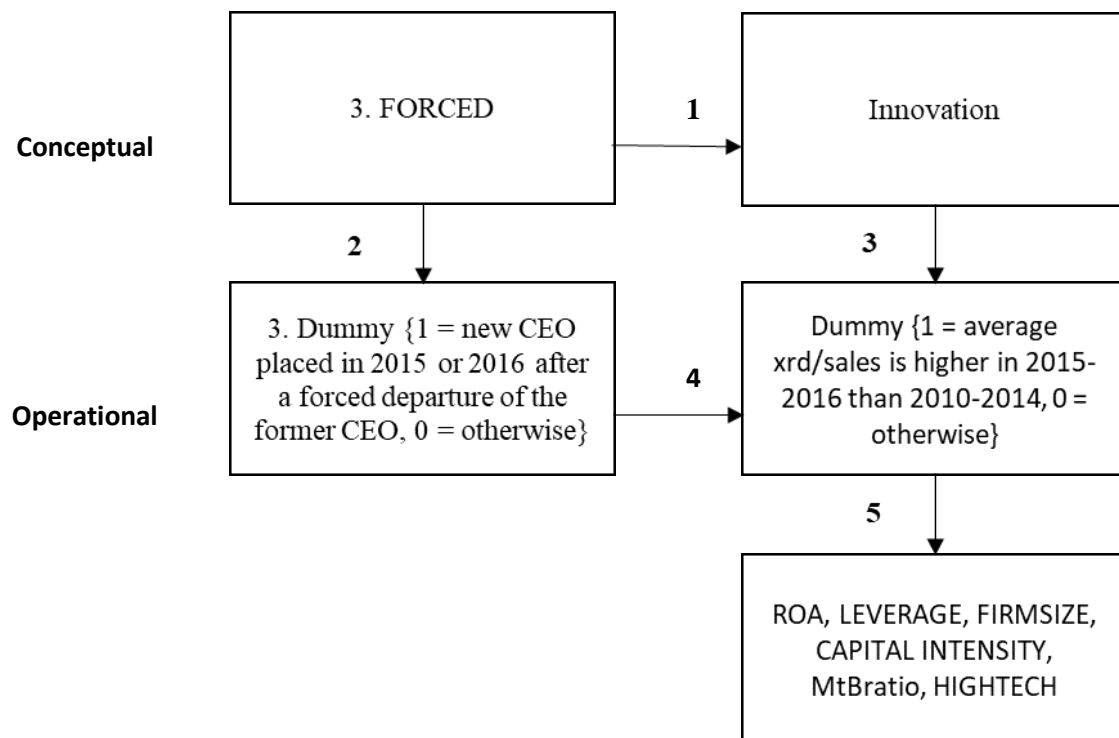 3. FORCED
1
Innovation
Conceptual
2
3
3. Dummy {1 = new CEO
placed in 2015 or 2016 after
a forced departure of the
former CEO, 0 = otherwise}
4
Dummy {1 = average
xrd/sales is higher in 2015-
2016 than 2010-2014, 0 =
otherwise}
Operational
5
ROA, LEVERAGE, FIRMSIZE,
CAPITAL INTENSITY,
MtBratio, HIGHTECH